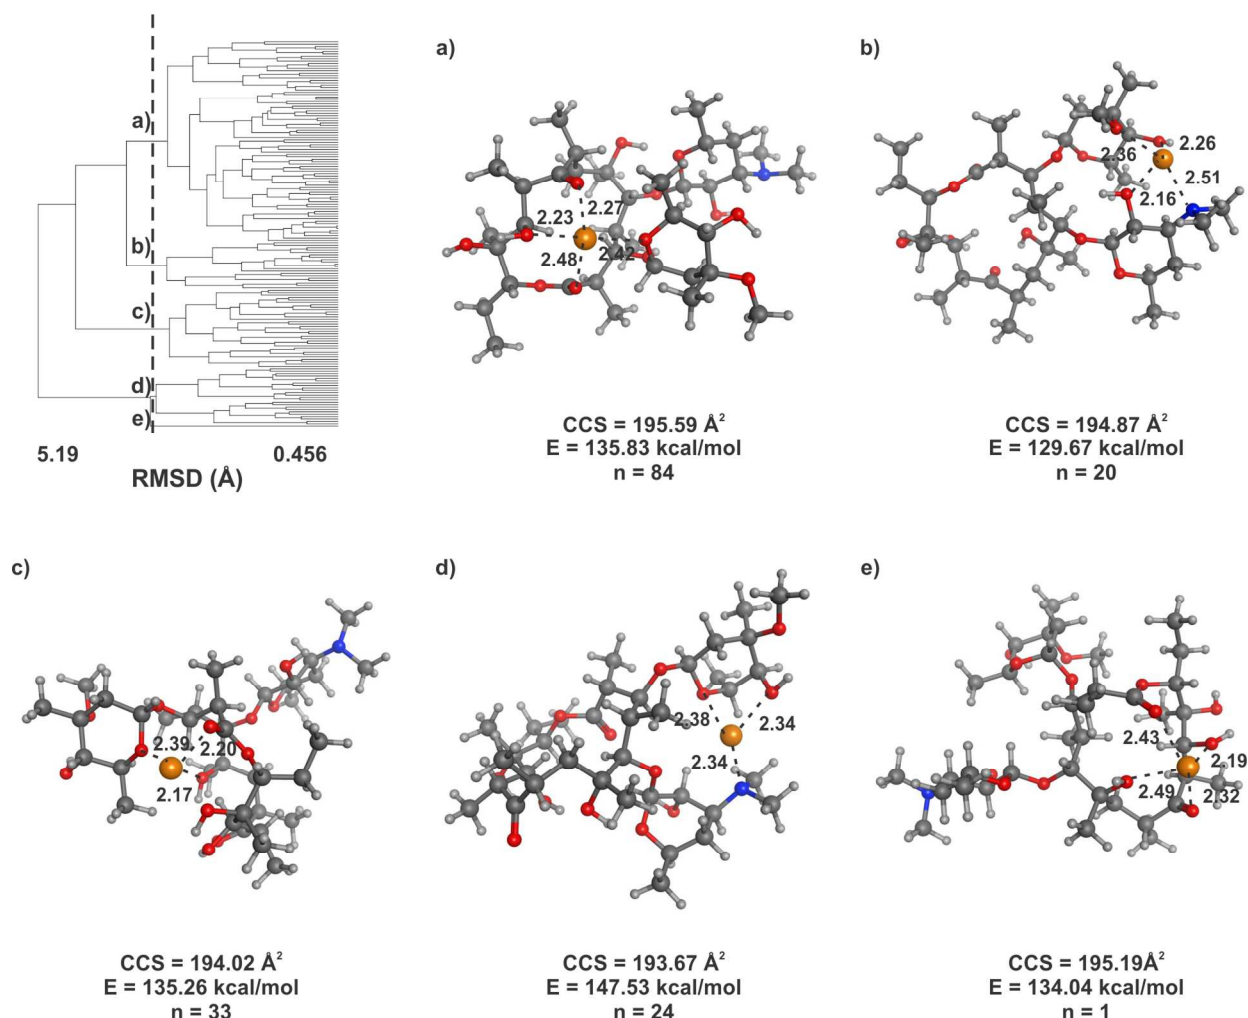 a)
b)
c)
d)
e)
5.19
0.456
RMSD (Å)
a)
2.23
2.27
2.48
2.42
CCS = 195.59 Å²
E = 135.83 kcal/mol
n = 84
b)
2.36
2.26
2.51
2.16
CCS = 194.87 Å²
E = 129.67 kcal/mol
n = 20
c)
2.39
2.20
2.17
CCS = 194.02 Å²
E = 135.26 kcal/mol
n = 33
d)
2.38
2.34
2.34
CCS = 193.67 Å²
E = 147.53 kcal/mol
n = 24
e)
2.43
2.19
2.49
2.32
CCS = 195.19Å²
E = 134.04 kcal/mol
n = 1